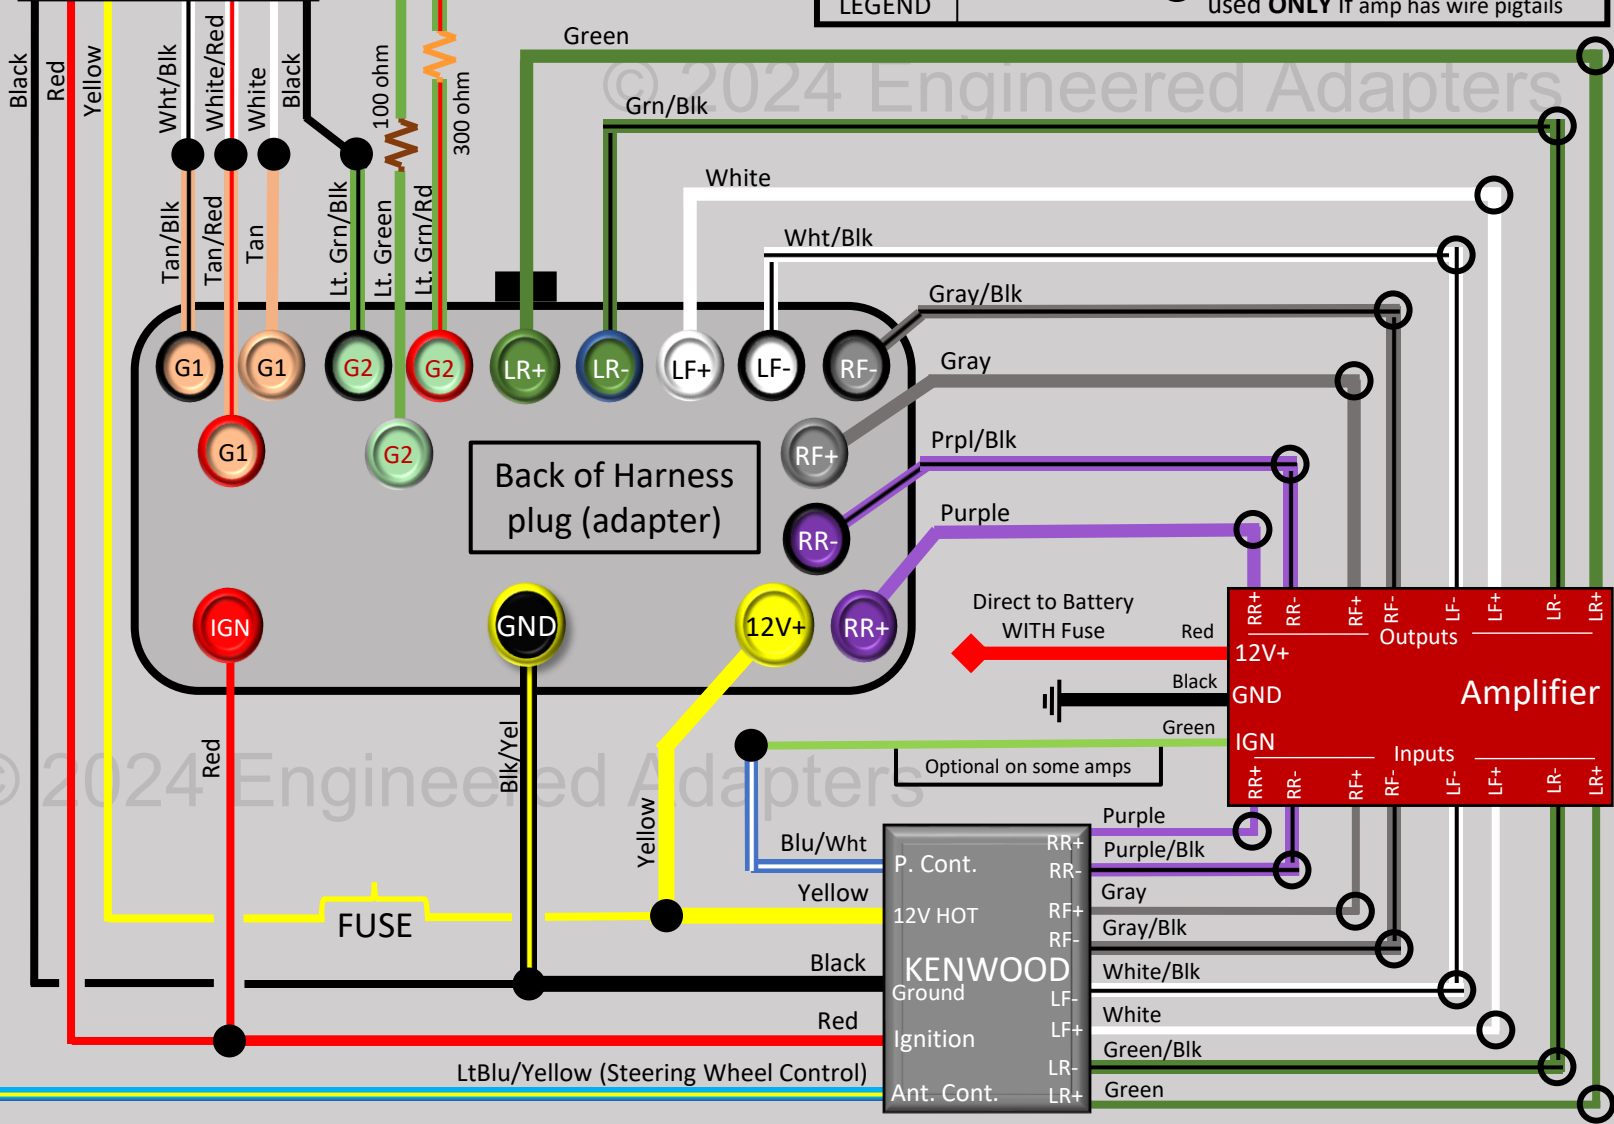 LEGEND
used ONLY If amp has wire pigtails
© 2024 Engineered Adapters
Black
Red
Yellow
Wht/Blk
White/Red
White
Black
100 ohm
300 ohm
Green
Grn/Blk
White
Wht/Blk
Gray/Blk
Gray
Prpl/Blk
Purple
Tan/Blk
Tan/Red
Tan
Lt. Grn/Blk
Lt. Green
Lt. Grn/Rd
G1
G1
G2
G2
LR+
LR-
LF+
LF-
RF-
G1
G2
RF+
Back of Harness
plug (adapter)
RR-
IGN
GND
12V+
RR+
Direct to Battery
WITH Fuse
Red
Black
Green
Optional on some amps
RR+
RR-
RF+
RF-
LF-
LF+
LR-
LR+
Outputs
12V+
GND
Amplifier
IGN
Inputs
RR+
RR-
RF+
RF-
LF-
LF+
LR-
LR+
© 2024 Engineered Adapters
Red
Blk/Yel
Yellow
FUSE
Blu/Wht
Yellow
Black
Red
LtBlu/Yellow (Steering Wheel Control)
P. Cont.
12V HOT
KENWOOD
Ground
Ignition
Ant. Cont.
RR+
RR-
RF+
RF-
LF-
LF+
LR-
LR+
Purple
Purple/Blk
Gray
Gray/Blk
White/Blk
White
Green/Blk
Green